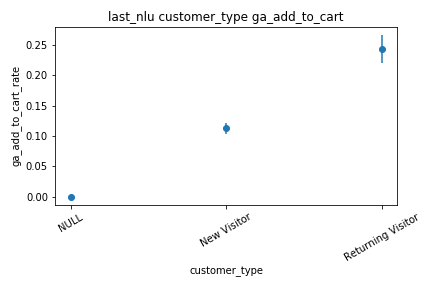 last_nlu customer_type ga_add_to_cart
ga_add_to_cart_rate
0.25
0.20
0.15
0.10
0.05
0.00
NULL
New Visitor
Returning Visitor
customer_type